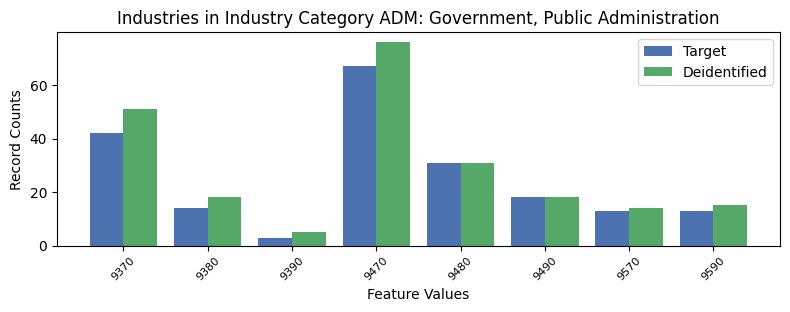 Industries in Industry Category ADM: Government, Public Administration
Target
Deidentified
Record Counts
60
40
20
0
9370 9380 9390 9470 9480 9490 9570 9590
Feature Values